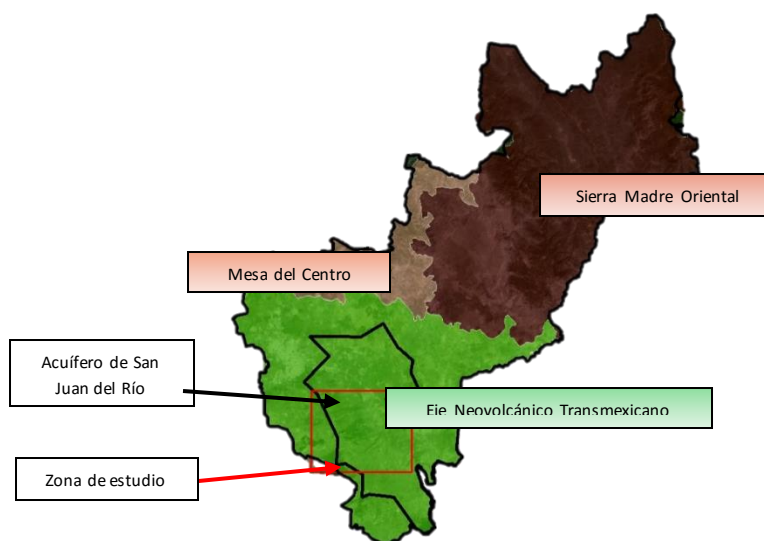 Sierra Madre Oriental
Mesa del Centro
Acuífero de San
Juan del Río
Eje Neovolcánico Transmexicano
Zona de estudio